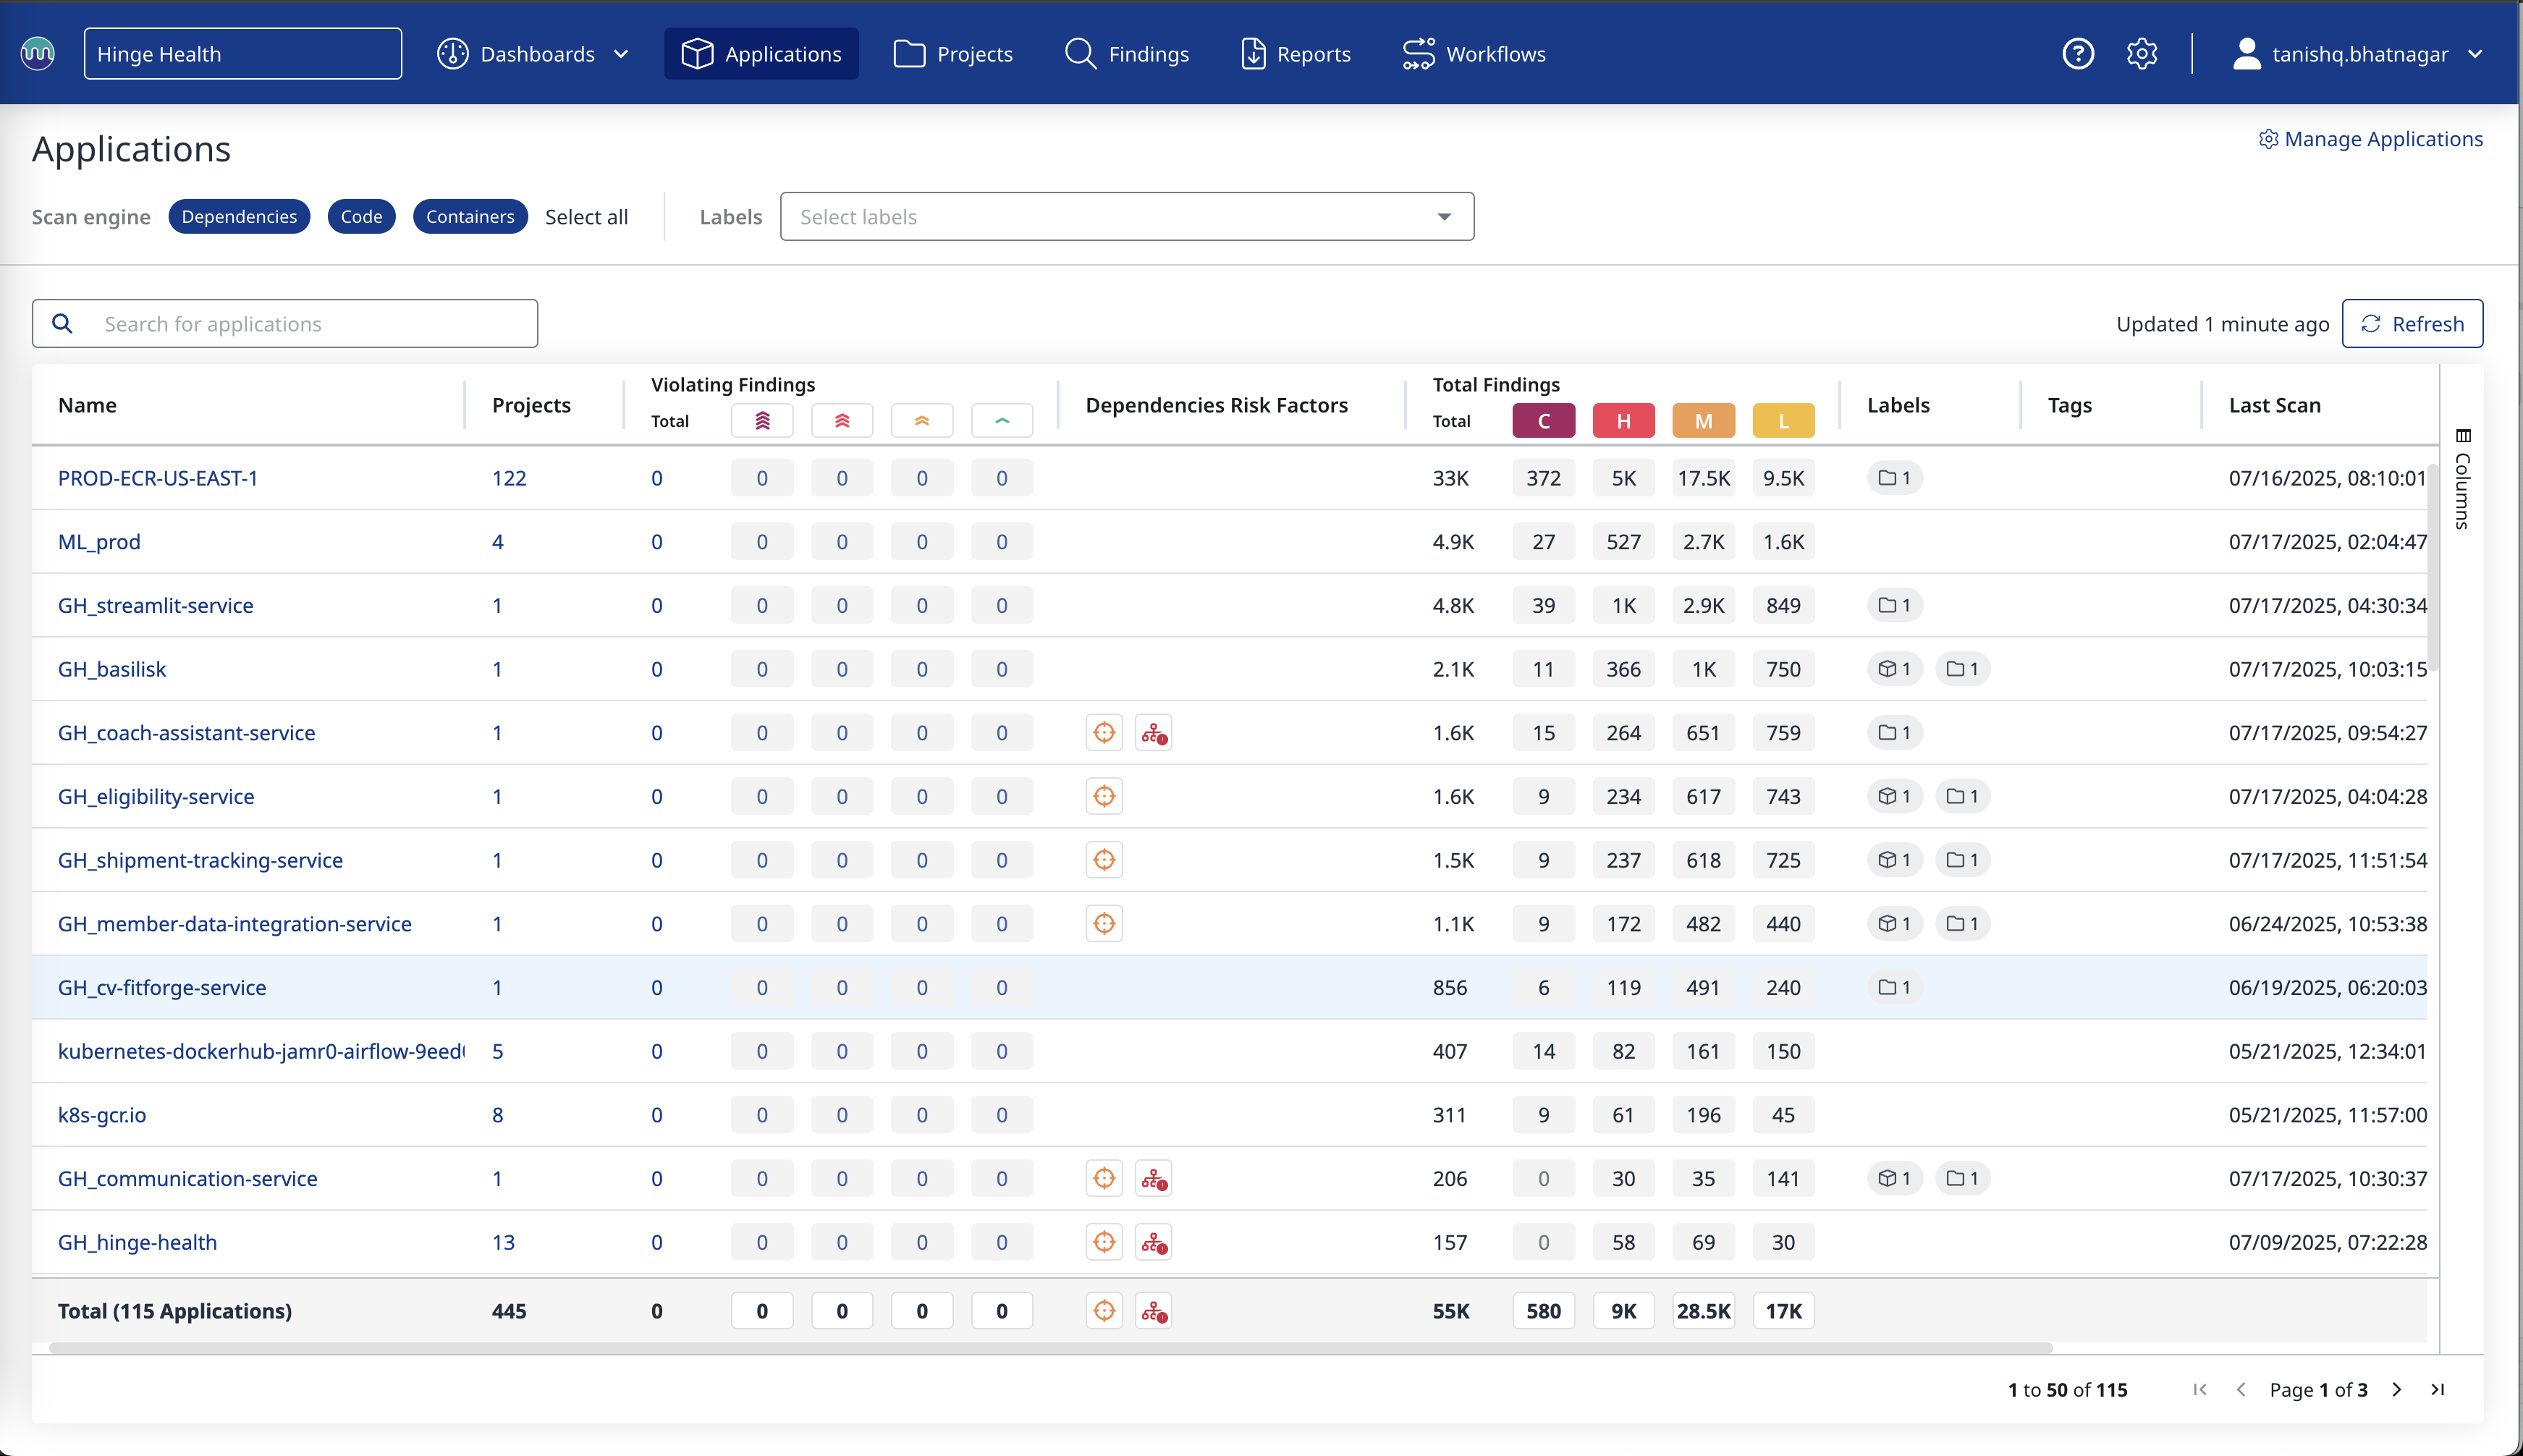 Hinge Health
Dashboards
Applications
Projects
Findings
Reports
Workflows
tanishq.bhatnagar
Applications
Manage Applications
Scan engine Dependencies Code Containers Select all Labels Select labels
Search for applications
Updated 1 minute ago Refresh
Name Projects Violating Findings Dependencies Risk Factors Total Findings Labels Tags Last Scan
Total Total C H M L
Columns
PROD-ECR-US-EAST-1 122 0 0 0 0 0 33K 372 5K 17.5K 9.5K 1 07/16/2025, 08:10:01
ML_prod 4 0 0 0 0 0 4.9K 27 527 2.7K 1.6K 07/17/2025, 02:04:47
GH_streamlit-service 1 0 0 0 0 0 4.8K 39 1K 2.9K 849 1 07/17/2025, 04:30:34
GH_basilisk 1 0 0 0 0 0 2.1K 11 366 1K 750 1 1 07/17/2025, 10:03:15
GH_coach-assistant-service 1 0 0 0 0 0 1.6K 15 264 651 759 1 07/17/2025, 09:54:27
GH_eligibility-service 1 0 0 0 0 0 1.6K 9 234 617 743 1 1 07/17/2025, 04:04:28
GH_shipment-tracking-service 1 0 0 0 0 0 1.5K 9 237 618 725 1 1 07/17/2025, 11:51:54
GH_member-data-integration-service 1 0 0 0 0 0 1.1K 9 172 482 440 1 1 06/24/2025, 10:53:38
GH_cv-fitforge-service 1 0 0 0 0 0 856 6 119 491 240 1 06/19/2025, 06:20:03
kubernetes-dockerhub-jamr0-airflow-9eed 5 0 0 0 0 0 407 14 82 161 150 05/21/2025, 12:34:01
k8s-gcr.io 8 0 0 0 0 0 311 9 61 196 45 05/21/2025, 11:57:00
GH_communication-service 1 0 0 0 0 0 206 0 30 35 141 1 1 07/17/2025, 10:30:37
GH_hinge-health 13 0 0 0 0 0 157 0 58 69 30 07/09/2025, 07:22:28
Total (115 Applications) 445 0 0 0 0 0 55K 580 9K 28.5K 17K
1 to 50 of 115 Page 1 of 3